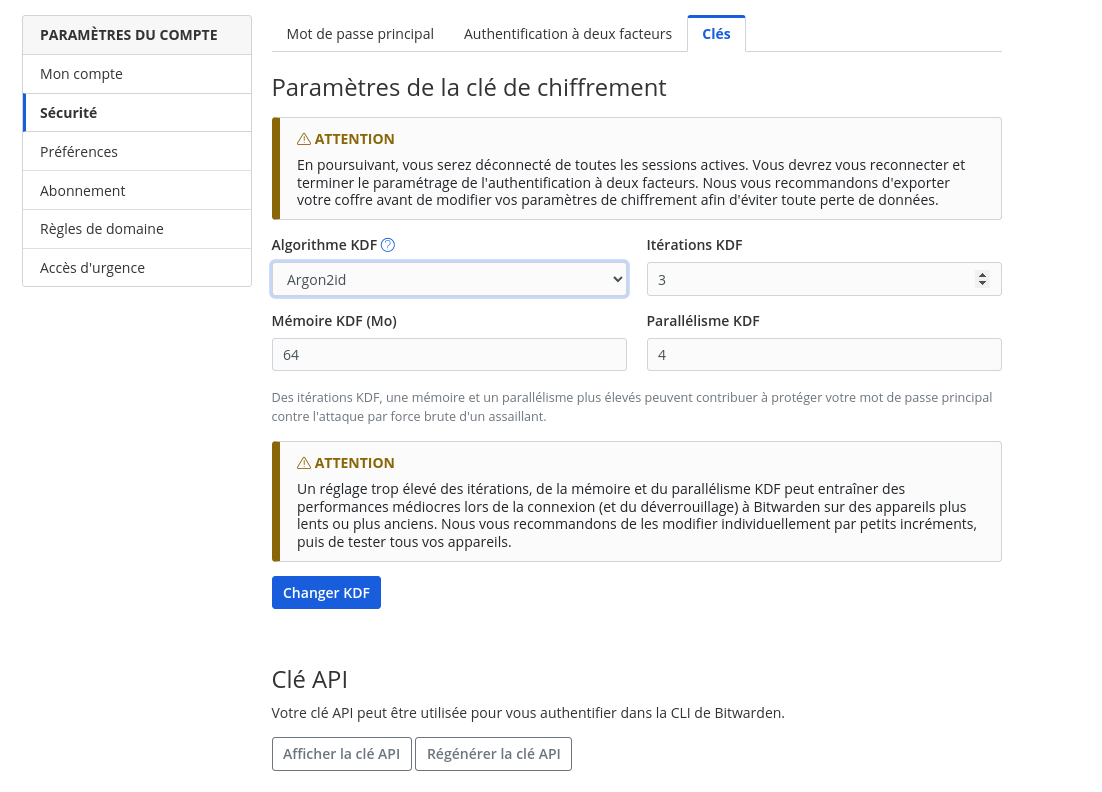 PARAMÈTRES DU COMPTE
Mon compte
Sécurité
Préférences
Abonnement
Règles de domaine
Accès d'urgence
Mot de passe principal
Authentification à deux facteurs
Clés
Paramètres de la clé de chiffrement
ATTENTION
En poursuivant, vous serez déconnecté de toutes les sessions actives. Vous devrez vous reconnecter et
terminer le paramétrage de l'authentification à deux facteurs. Nous vous recommandons d'exporter
votre coffre avant de modifier vos paramètres de chiffrement afin d'éviter toute perte de données.
Algorithme KDF
Itérations KDF
Argon2id
3
Mémoire KDF (Mo)
Parallélisme KDF
64
4
Des itérations KDF, une mémoire et un parallélisme plus élevés peuvent contribuer à protéger votre mot de passe principal
contre l'attaque par force brute d'un assaillant.
ATTENTION
Un réglage trop élevé des itérations, de la mémoire et du parallélisme KDF peut entraîner des
performances médiocres lors de la connexion (et du déverrouillage) à Bitwarden sur des appareils plus
lents ou plus anciens. Nous vous recommandons de les modifier individuellement par petits incréments,
puis de tester tous vos appareils.
Changer KDF
Clé API
Votre clé API peut être utilisée pour vous authentifier dans la CLI de Bitwarden.
Afficher la clé API
Régénérer la clé API